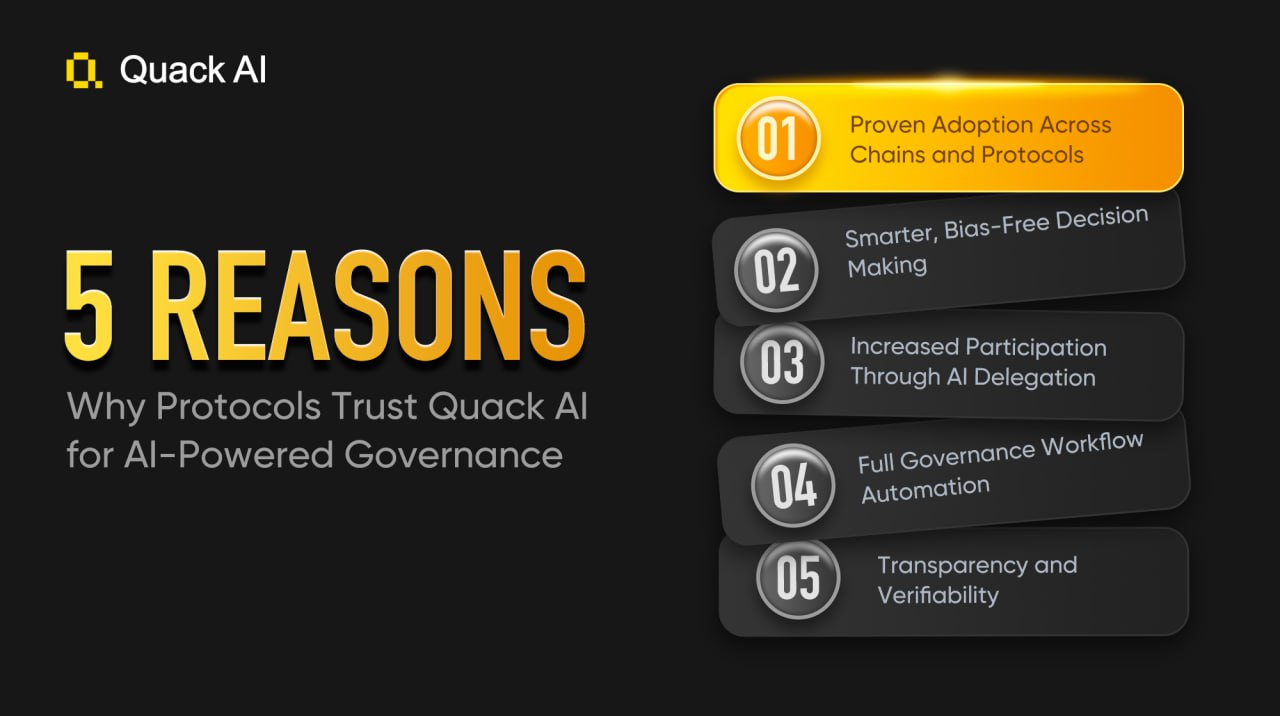 Quack AI
5 REASONS
Why Protocols Trust Quack AI
for AI-Powered Governance
01
Proven Adoption Across
Chains and Protocols
02
Smarter, Bias-Free Decision
Making
03
Increased Participation
Through AI Delegation
04
Full Governance Workflow
Automation
05
Transparency and
Verifiability